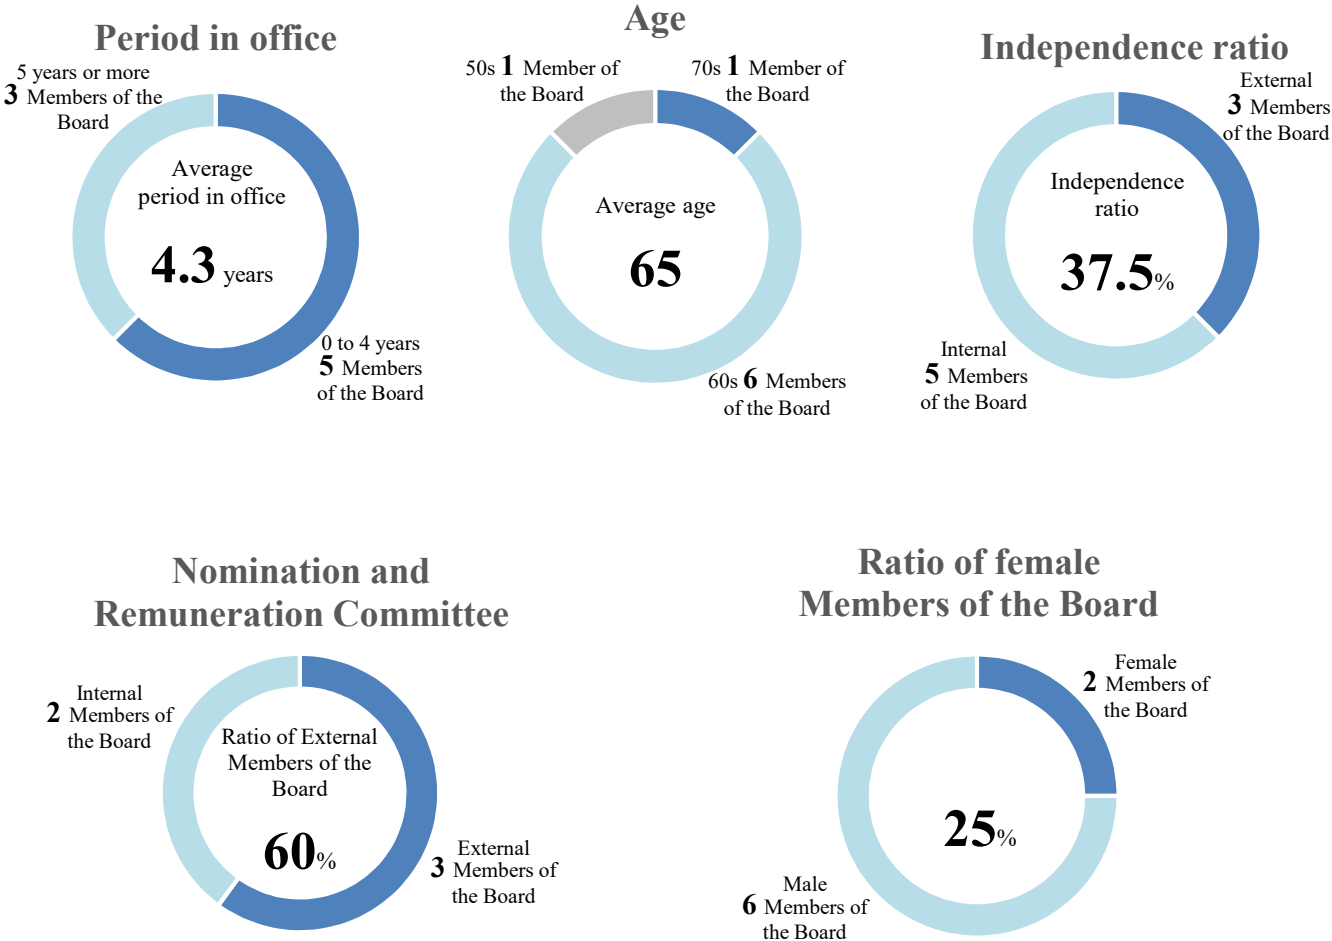 Period in office
5 years or more
3 Members of the
Board
Average
period in office
4.3 years
0 to 4 years
5 Members
of the Board
Age
50s 1 Member of
the Board
70s 1 Member of
the Board
Average age
65
60s 6 Members
of the Board
Independence ratio
External
3 Members
of the Board
Independence
ratio
37.5%
Internal
5 Members
of the Board
Nomination and
Remuneration Committee
Internal
2 Members of
the Board
Ratio of External
Members of the
Board
60%
External
3 Members of
the Board
Ratio of female
Members of the Board
Female
2 Members of
the Board
25%
Male
6 Members of
the Board